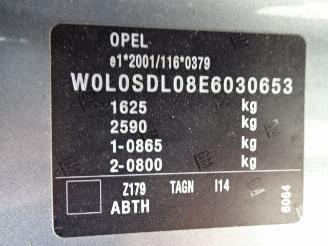 OPEL
e1*2001/116*0379
W0L0SDL08E6030653
1625 kg
2590 kg
1-0865 kg
2-0800 kg
Z179 TAGN I14
ABTH
6064